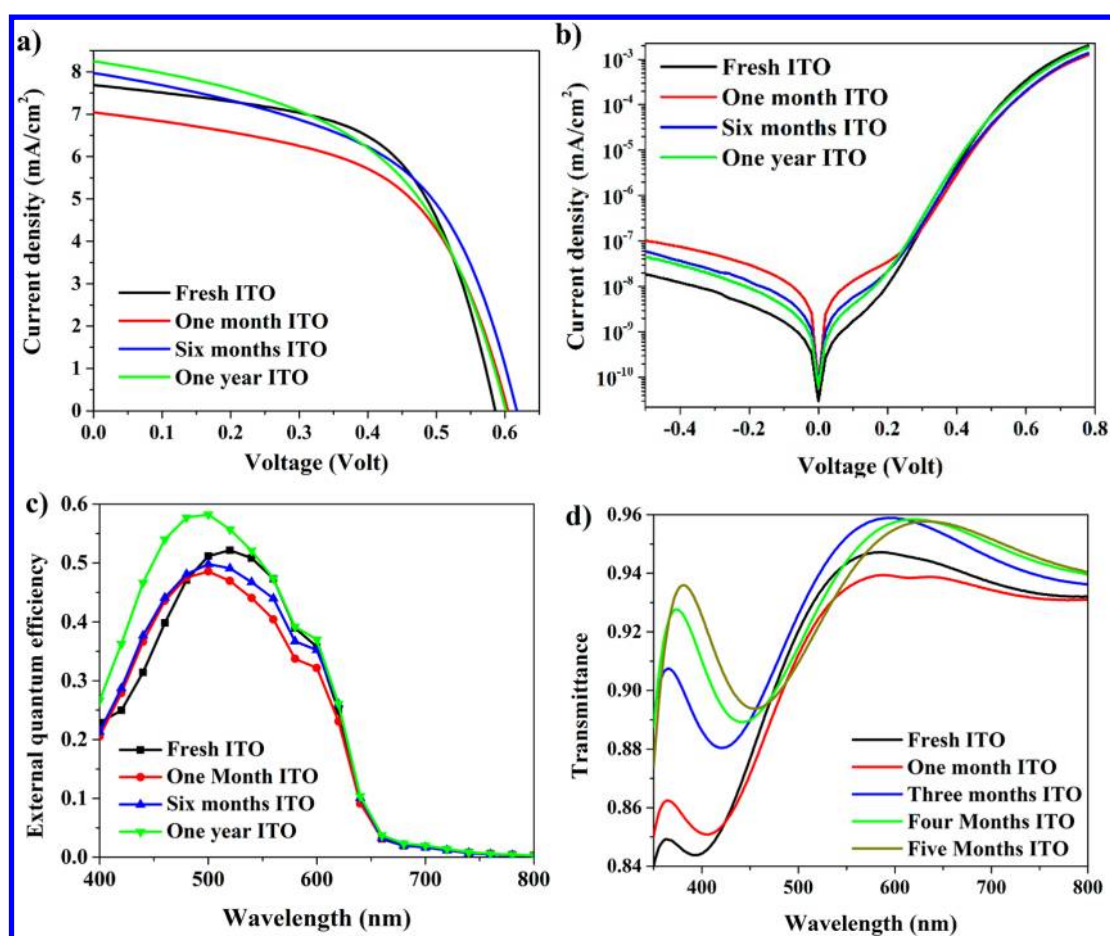 a)
Current density (mA/cm²)
8
7
6
5
4
3
2
1
0
Fresh ITO
One month ITO
Six months ITO
One year ITO
0.0 0.1 0.2 0.3 0.4 0.5 0.6
Voltage (Volt)
b)
Current density (mA/cm²)
10⁻³
10⁻⁴
10⁻⁵
10⁻⁶
10⁻⁷
10⁻⁸
10⁻⁹
10⁻¹⁰
Fresh ITO
One month ITO
Six months ITO
One year ITO
-0.4 -0.2 0.0 0.2 0.4 0.6 0.8
Voltage (Volt)
c)
External quantum efficiency
0.6
0.5
0.4
0.3
0.2
0.1
0.0
Fresh ITO
One Month ITO
Six months ITO
One year ITO
400 500 600 700 800
Wavelength (nm)
d)
Transmittance
0.96
0.94
0.92
0.90
0.88
0.86
0.84
Fresh ITO
One month ITO
Three months ITO
Four Months ITO
Five Months ITO
400 500 600 700 800
Wavelength (nm)